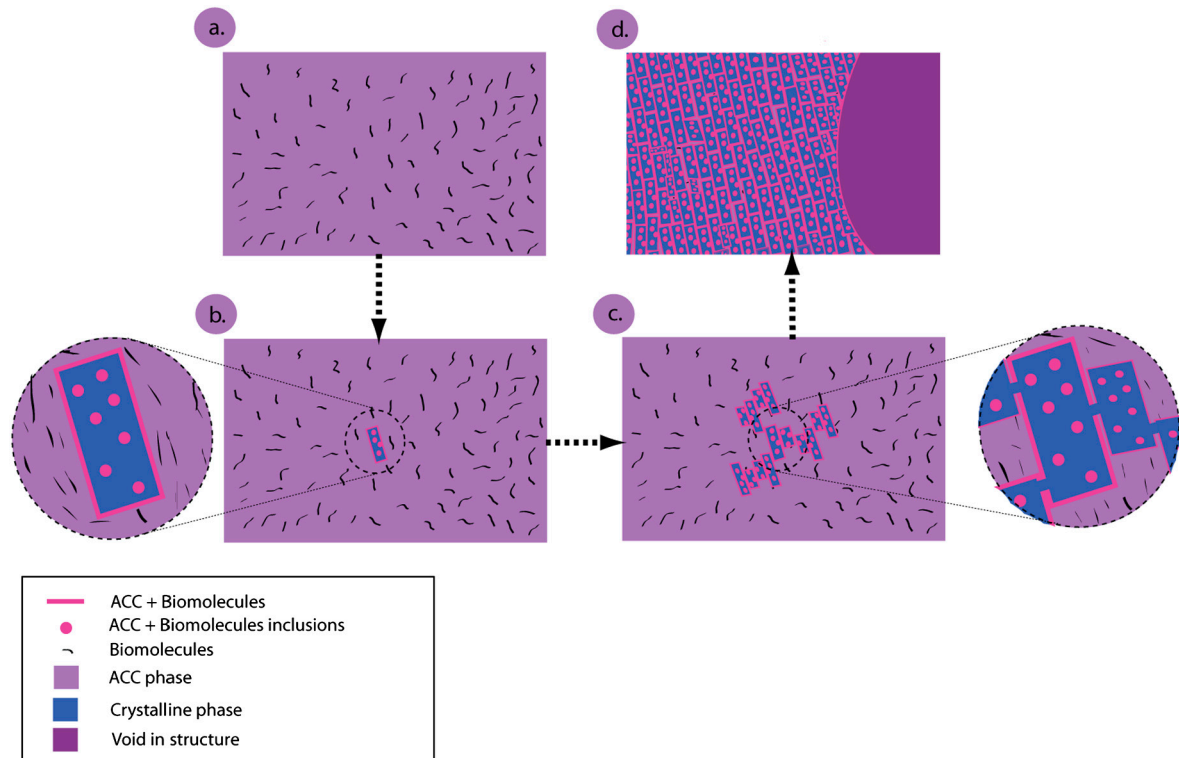 a.
d.
b.
c.
ACC + Biomolecules
ACC + Biomolecules inclusions
Biomolecules
ACC phase
Crystalline phase
Void in structure